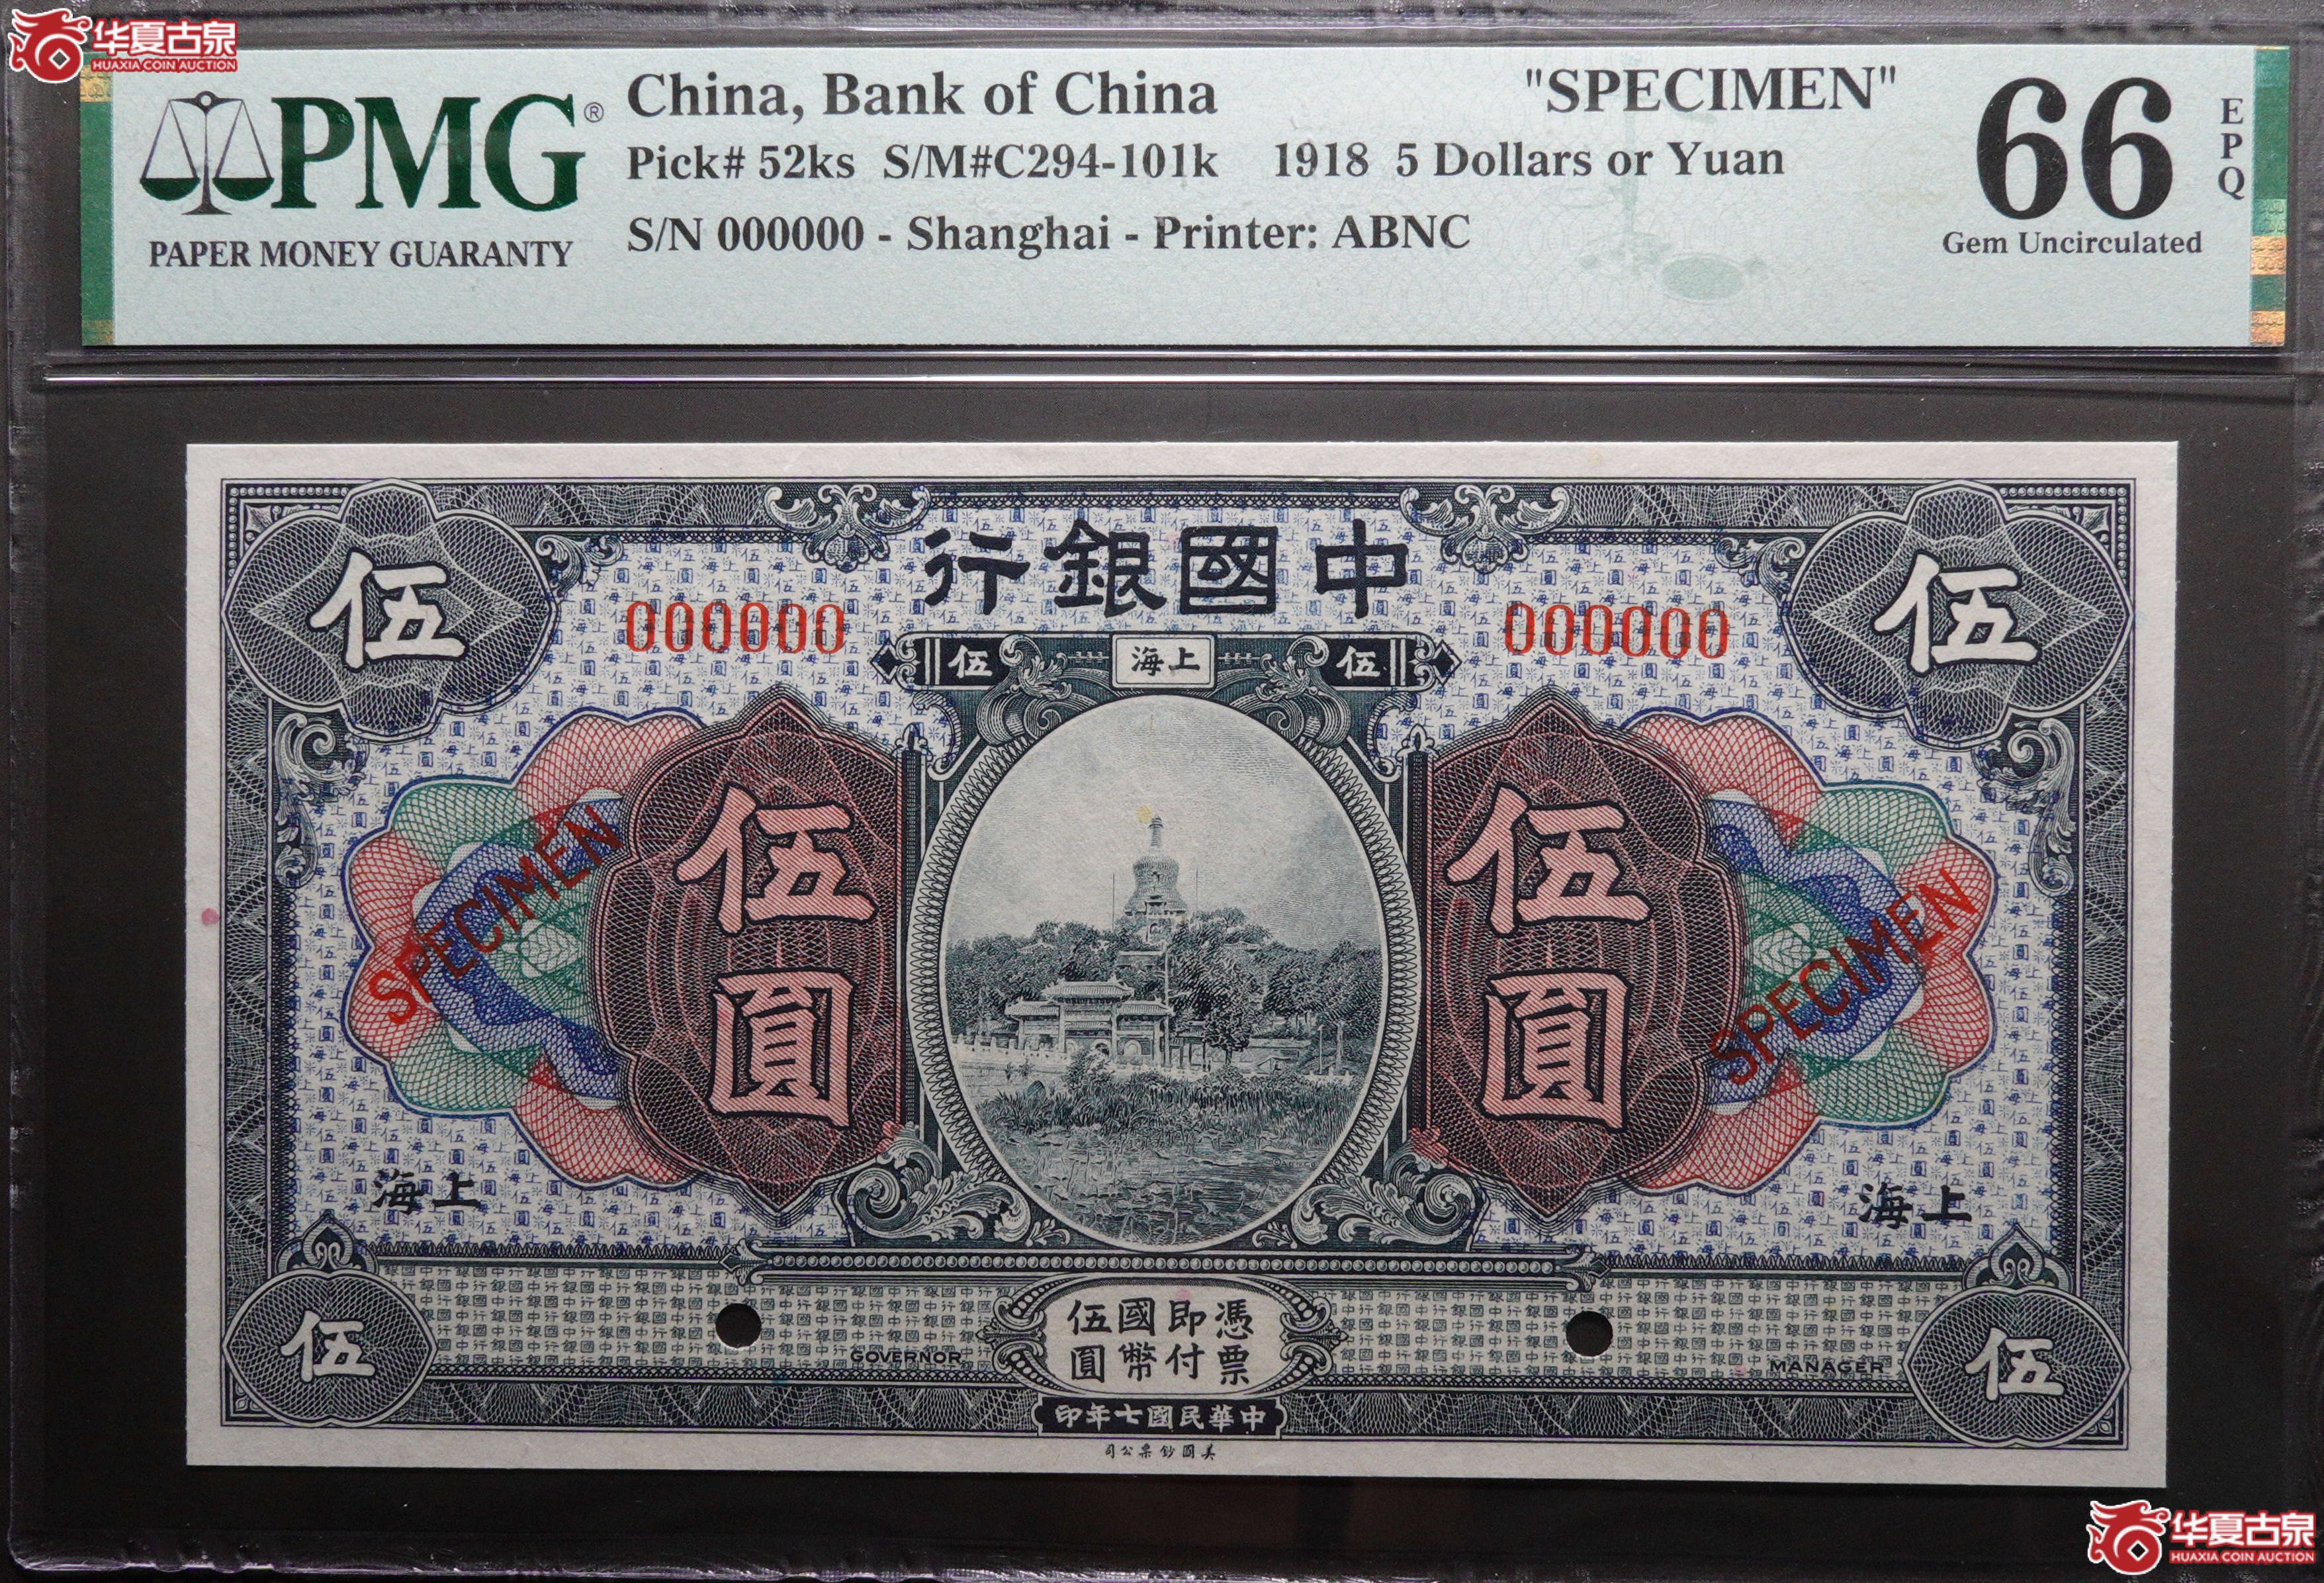 华夏古泉
HUAXIA COIN AUCTION
PMG®
PAPER MONEY GUARANTY
China, Bank of China "SPECIMEN"
Pick# 52ks S/M#C294-101k 1918 5 Dollars or Yuan
S/N 000000 - Shanghai - Printer: ABNC
66
EPQ
Gem Uncirculated
中國銀行
伍
伍
000000
000000
伍
上海
伍
伍圓
伍圓
SPECIMEN
SPECIMEN
上海
上海
伍
伍
憑票
即付
國幣
伍圓
GOVERNOR
MANAGER
中華民國七年印
美國鈔票公司
华夏古泉
HUAXIA COIN AUCTION